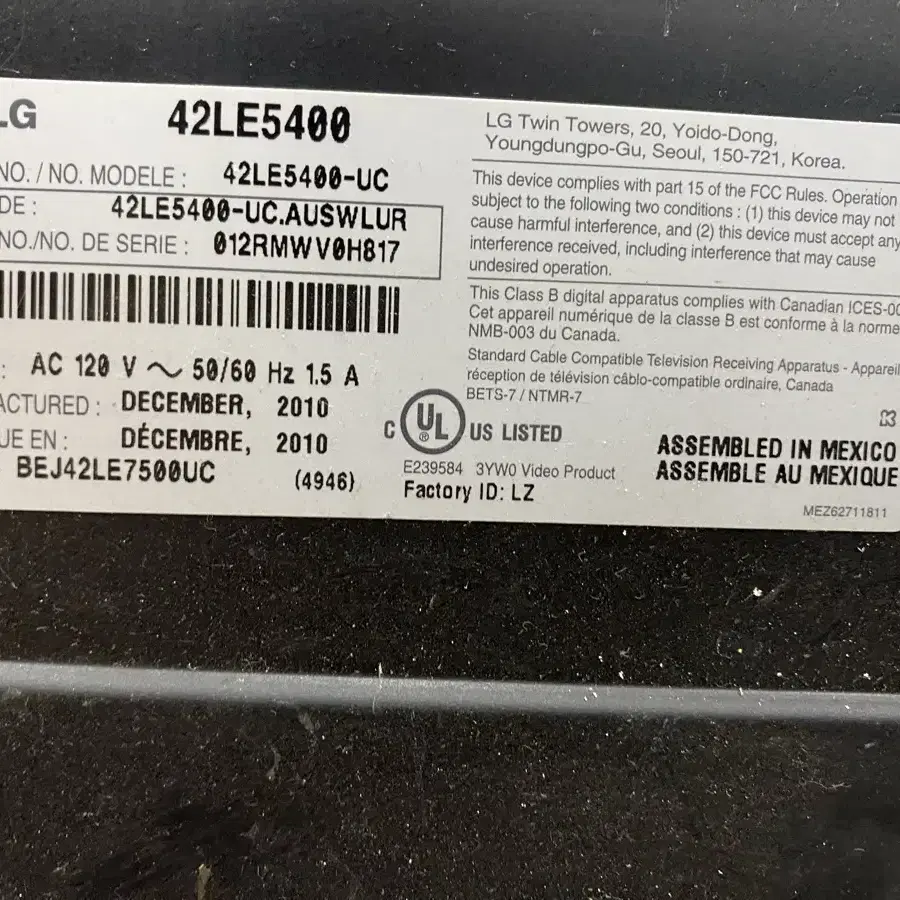 LG
42LE5400
NO. / NO. MODELE : 42LE5400-UC
DE : 42LE5400-UC.AUSWLUR
NO./NO. DE SERIE : 012RMWV0H817
: AC 120 V ~ 50/60 Hz 1.5 A
ACTURED : DECEMBER, 2010
UE EN : DÉCEMBRE, 2010
BEJ42LE7500UC (4946)
LG Twin Towers, 20, Yoido-Dong,
Youngdungpo-Gu, Seoul, 150-721, Korea.
This device complies with part 15 of the FCC Rules. Operation
subject to the following two conditions : (1) this device may not
cause harmful interference, and (2) this device must accept any
interference received, including interference that may cause
undesired operation.
This Class B digital apparatus complies with Canadian ICES-00
Cet appareil numérique de la classe B est conforme à la norme
NMB-003 du Canada.
Standard Cable Compatible Television Receiving Apparatus - Appareil
réception de télévision câblo-compatible ordinaire, Canada
BETS-7 / NTMR-7
C UL ® US LISTED
E239584 3YW0 Video Product
Factory ID: LZ
ASSEMBLED IN MEXICO
ASSEMBLE AU MEXIQUE
MEZ62711811